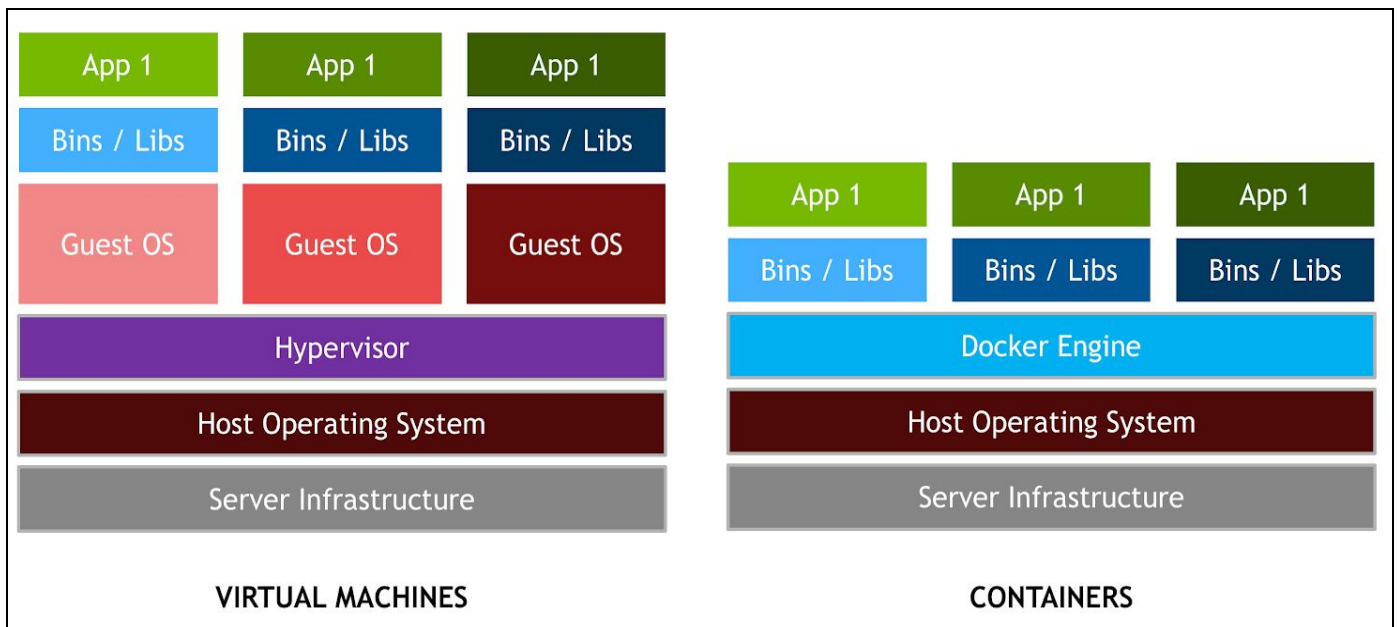 App 1 App 1 App 1
Bins / Libs Bins / Libs Bins / Libs
Guest OS Guest OS Guest OS
Hypervisor
Host Operating System
Server Infrastructure
VIRTUAL MACHINES
App 1 App 1 App 1
Bins / Libs Bins / Libs Bins / Libs
Docker Engine
Host Operating System
Server Infrastructure
CONTAINERS